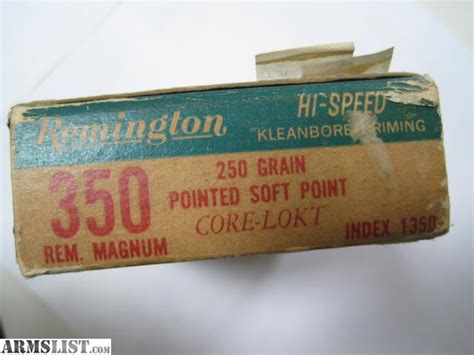 Remington HI-SPEED
"KLEANBORE" PRIMING
350 250 GRAIN
POINTED SOFT POINT
CORE-LOKT
REM. MAGNUM INDEX 1350
ARMSLIST.COM